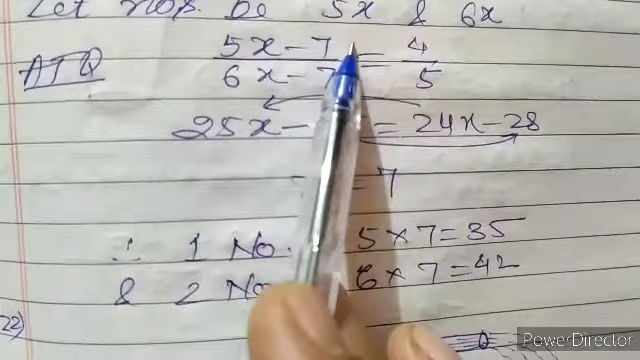 Let nos. be 5x & 6x
ATQ 5x-7 = 4
6x-7 5
25x- = 24x-28
= 7
∴ 1 No. 5×7=35
& 2 No 6×7=42
22)
PowerDirector